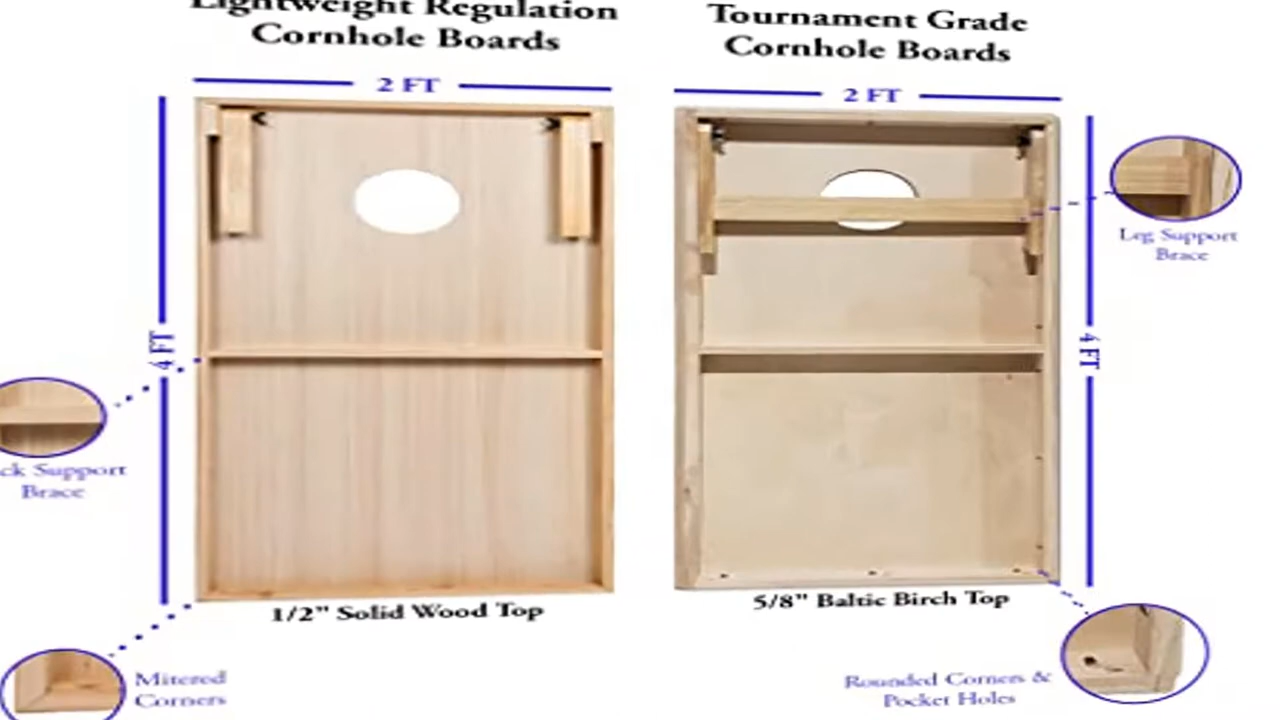 Lightweight Regulation
Cornhole Boards
Tournament Grade
Cornhole Boards
2 FT
2 FT
4 FT
4 FT
Leg Support
Brace
Support
Brace
1/2" Solid Wood Top
5/8" Baltic Birch Top
Mitered
Corners
Rounded Corners &
Pocket Holes